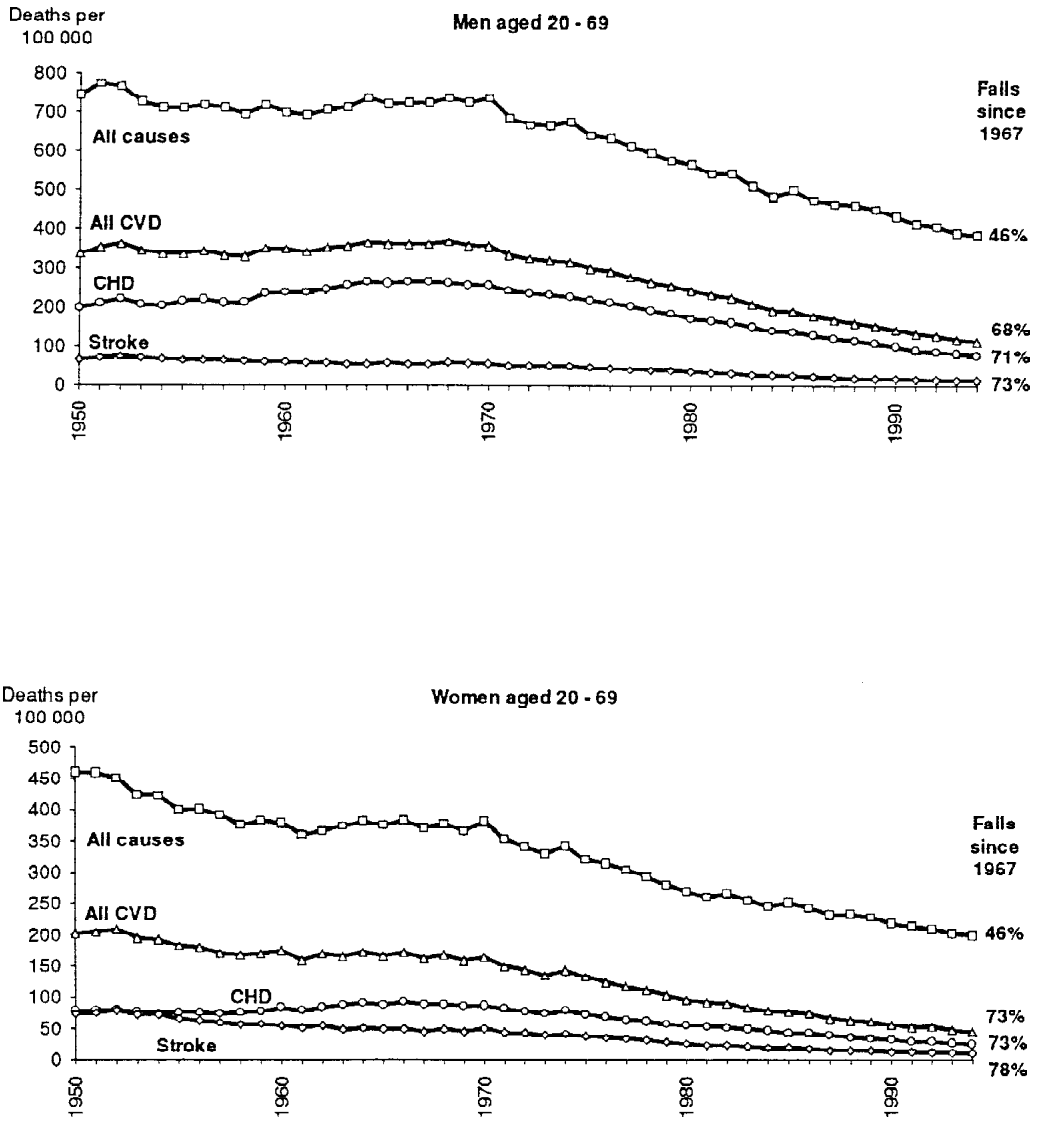 Deaths per
100 000
Men aged 20 - 69
800
700
600
500
400
300
200
100
0
All causes
All CVD
CHD
Stroke
Falls
since
1967
46%
68%
71%
73%
1950
1960
1970
1980
1990
Deaths per
100 000
Women aged 20 - 69
500
450
400
350
300
250
200
150
100
50
0
All causes
All CVD
CHD
Stroke
Falls
since
1967
46%
73%
73%
78%
1950
1960
1970
1980
1990